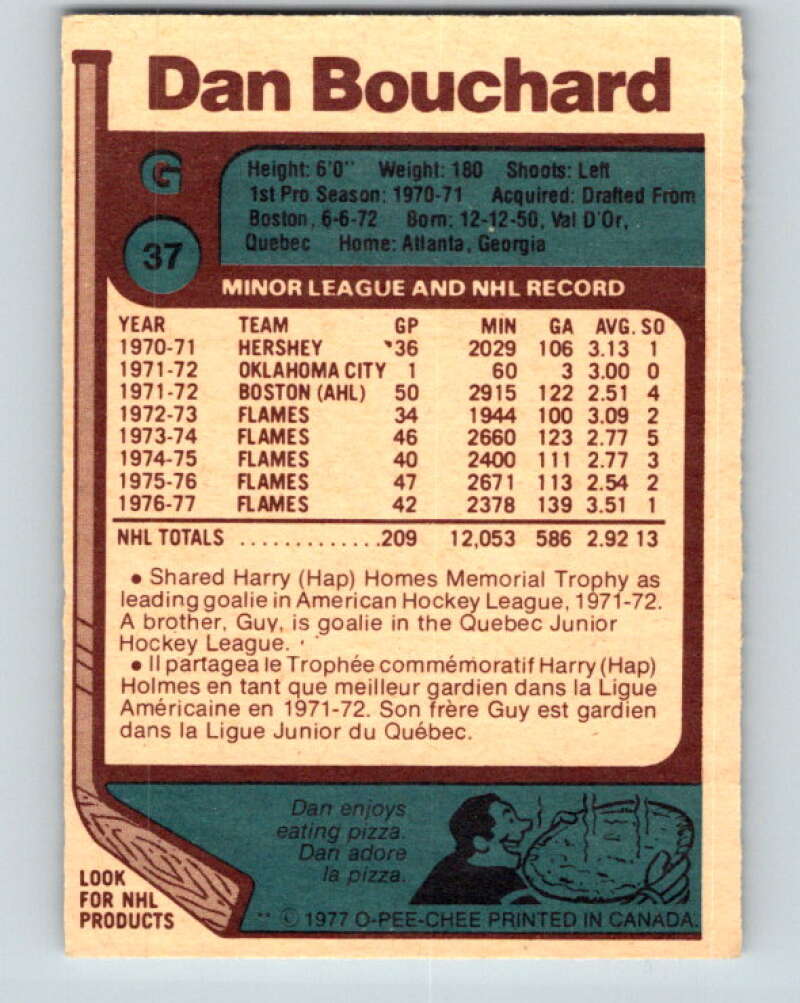 Dan Bouchard
G
37
Height: 6'0" Weight: 180 Shoots: Left
1st Pro Season: 1970-71 Acquired: Drafted From
Boston, 6-6-72 Born: 12-12-50, Val D'Or,
Quebec Home: Atlanta, Georgia
MINOR LEAGUE AND NHL RECORD
YEAR TEAM GP MIN GA AVG. SO
1970-71 HERSHEY 36 2029 106 3.13 1
1971-72 OKLAHOMA CITY 1 60 3 3.00 0
1971-72 BOSTON (AHL) 50 2915 122 2.51 4
1972-73 FLAMES 34 1944 100 3.09 2
1973-74 FLAMES 46 2660 123 2.77 5
1974-75 FLAMES 40 2400 111 2.77 3
1975-76 FLAMES 47 2671 113 2.54 2
1976-77 FLAMES 42 2378 139 3.51 1
NHL TOTALS .............209 12,053 586 2.92 13
• Shared Harry (Hap) Homes Memorial Trophy as
leading goalie in American Hockey League, 1971-72.
A brother, Guy, is goalie in the Quebec Junior
Hockey League.
• Il partagea le Trophée commémoratif Harry (Hap)
Holmes en tant que meilleur gardien dans la Ligue
Américaine en 1971-72. Son frère Guy est gardien
dans la Ligue Junior du Québec.
Dan enjoys
eating pizza.
Dan adore
la pizza.
LOOK
FOR NHL
PRODUCTS
** © 1977 O-PEE-CHEE PRINTED IN CANADA.